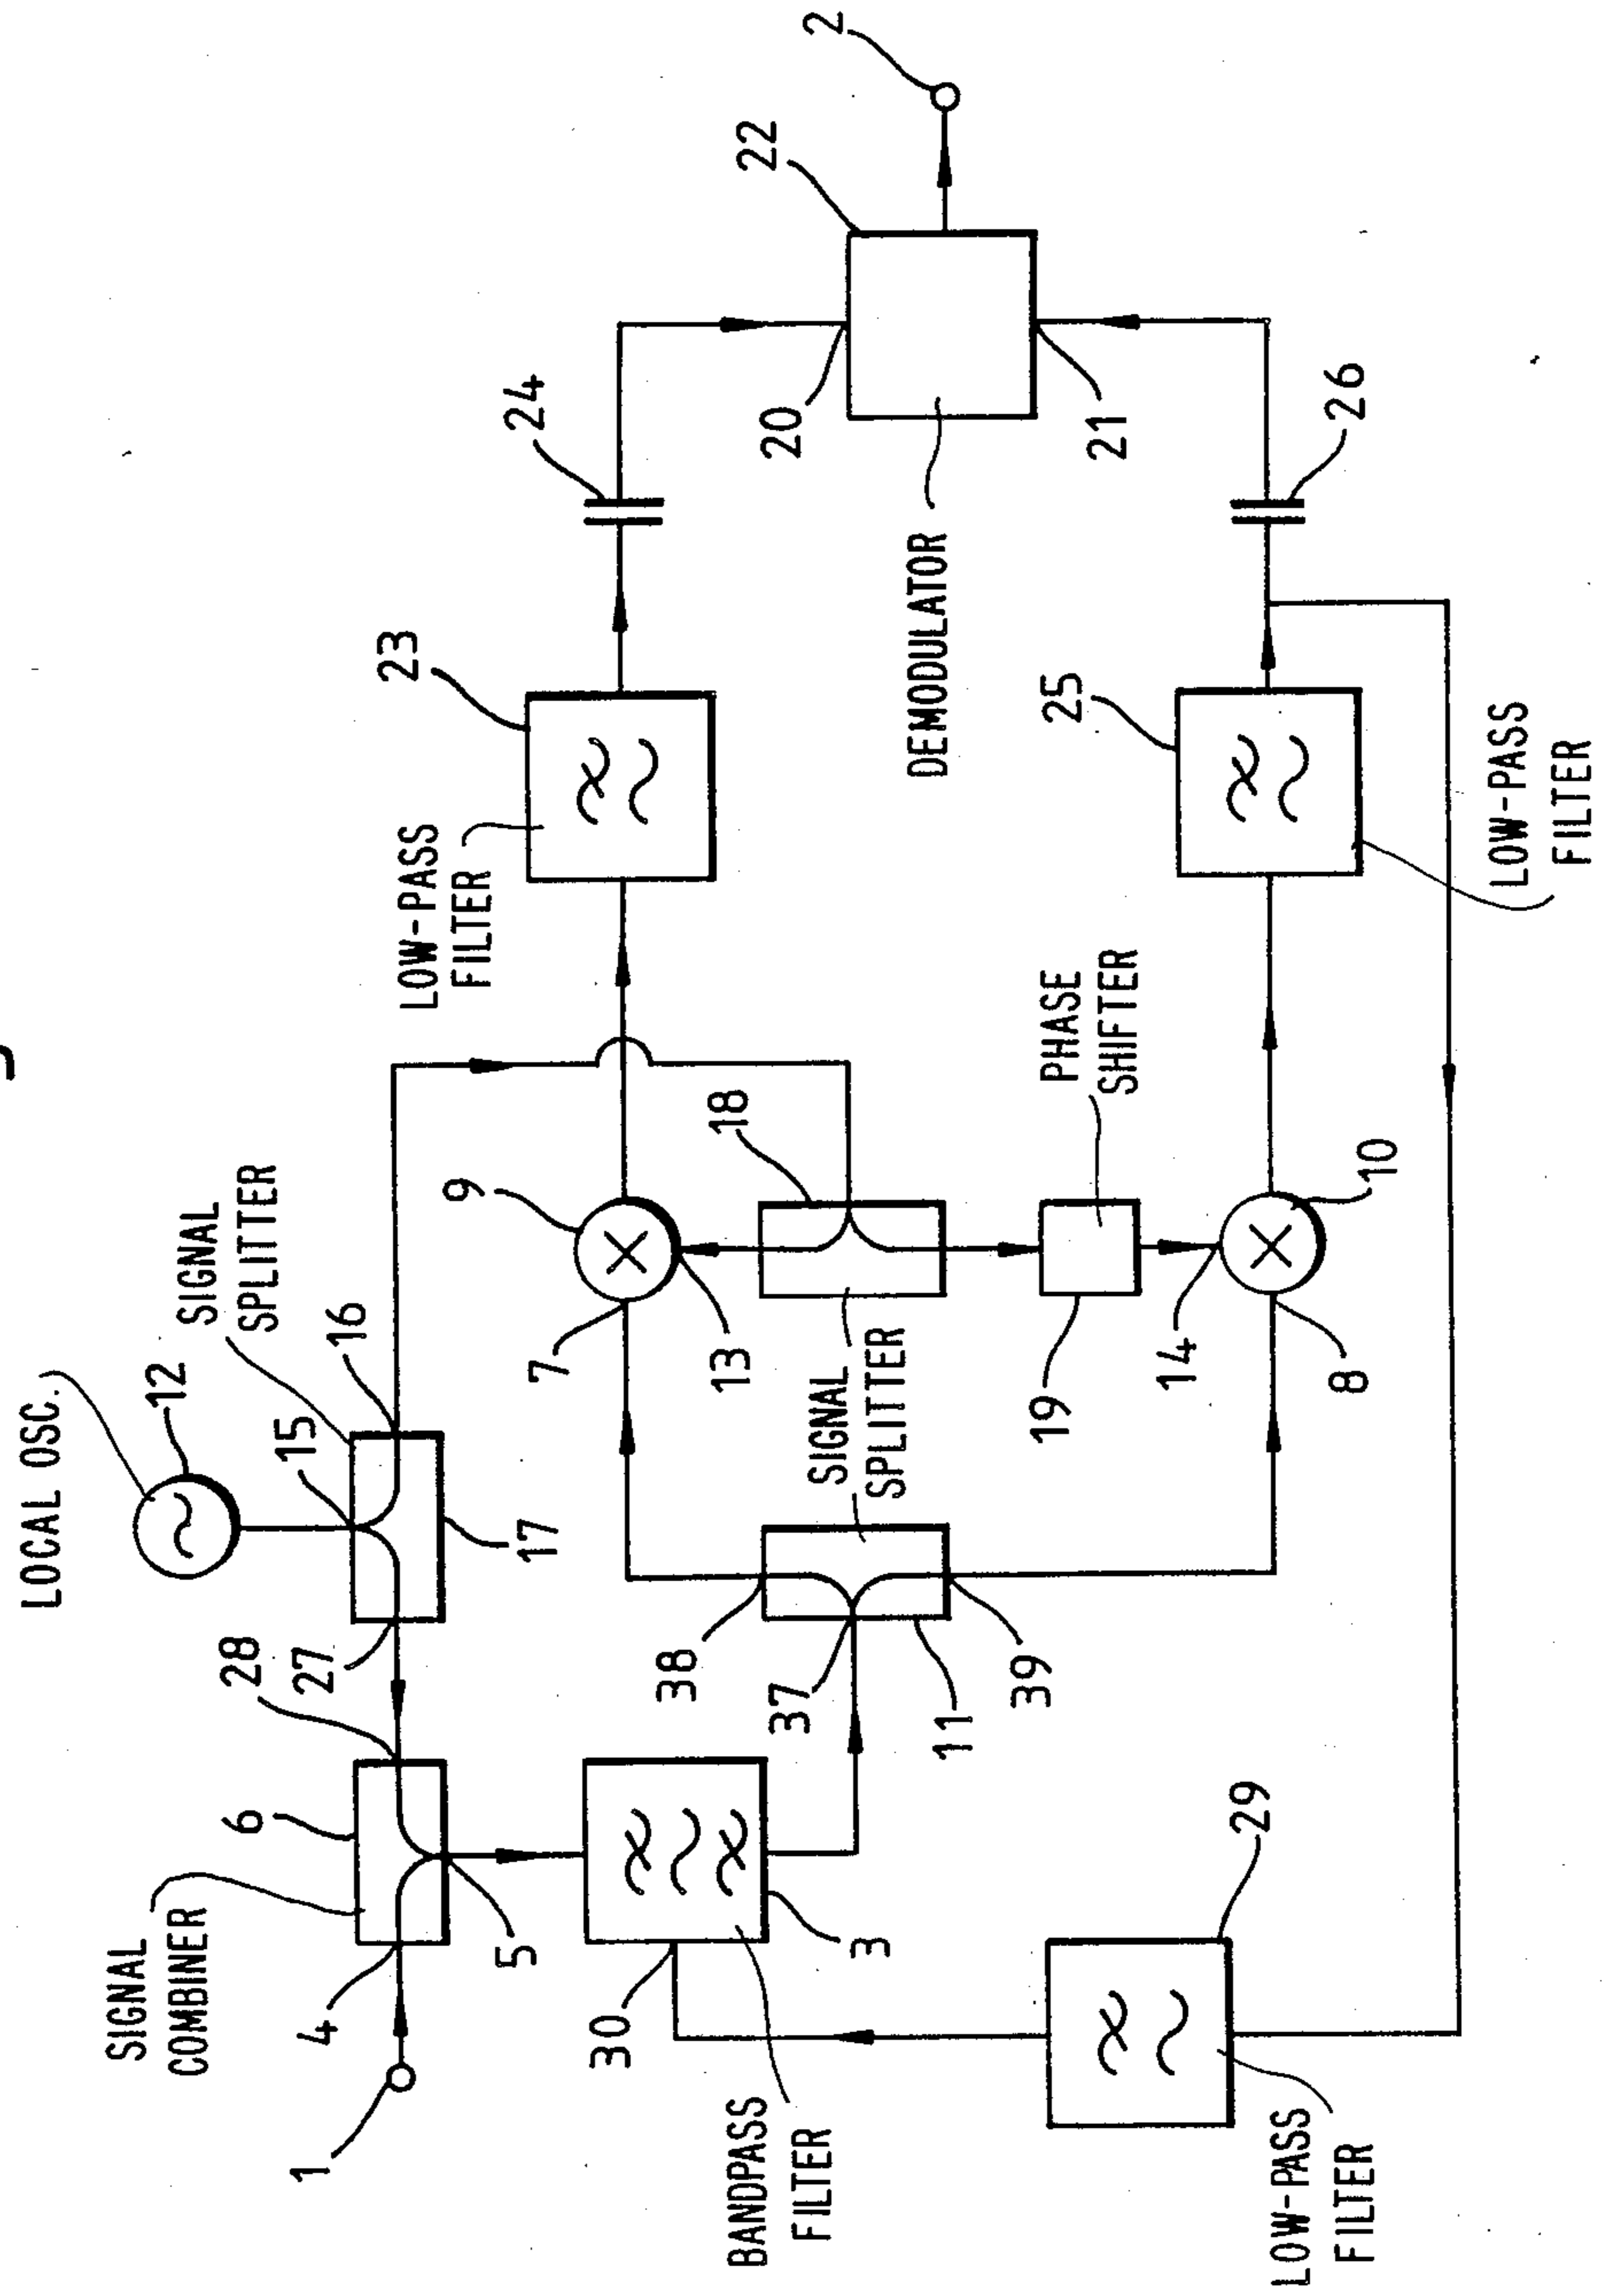 LOCAL OSC.
12
SIGNAL
SPLITTER
15
16
17
27
28
SIGNAL
COMBINER
6
4
5
1
BANDPASS
FILTER
3
30
LOW-PASS
FILTER
29
38
37
11
39
SIGNAL
SPLITTER
7
9
13
18
19
PHASE
SHIFTER
14
8
10
LOW-PASS
FILTER
23
24
20
DEMODULATOR
22
2
21
25
26
LOW-PASS
FILTER